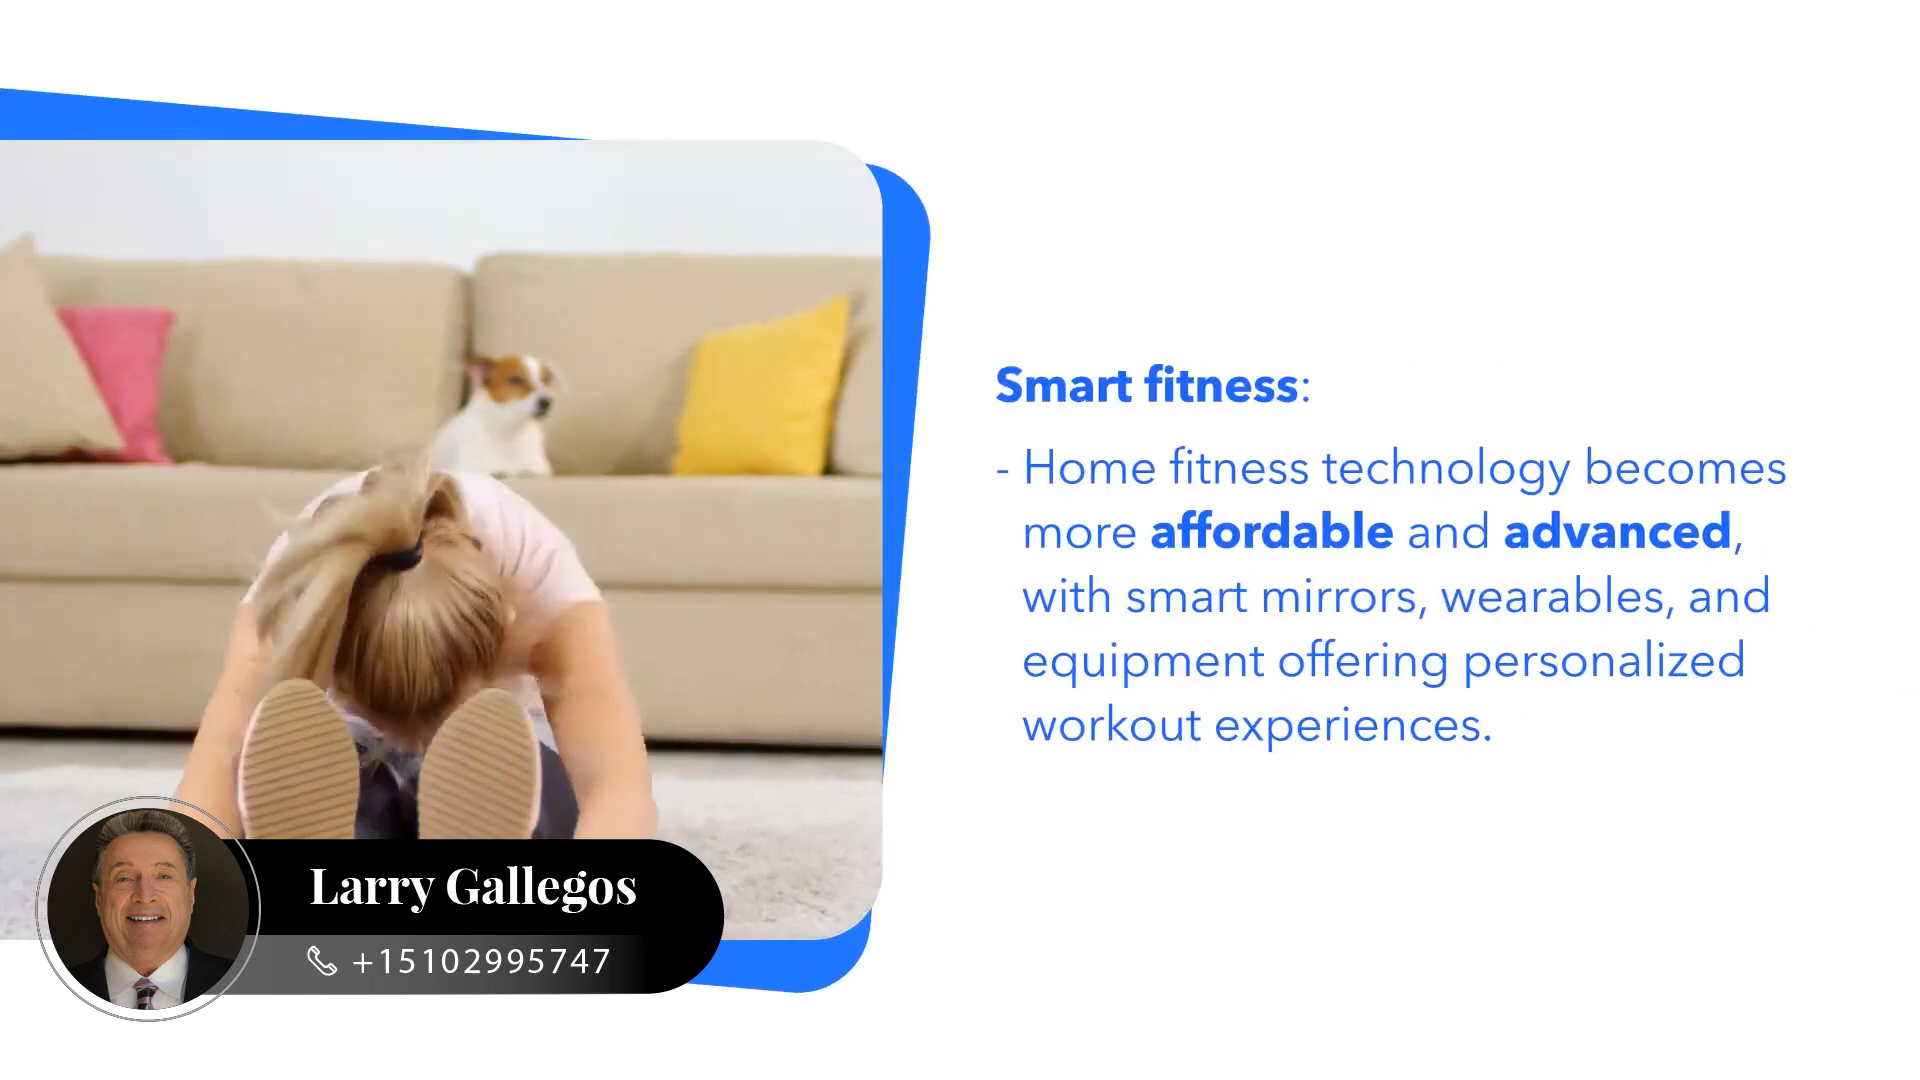 Smart fitness:
- Home fitness technology becomes
more affordable and advanced,
with smart mirrors, wearables, and
equipment offering personalized
workout experiences.
Larry Gallegos
+15102995747